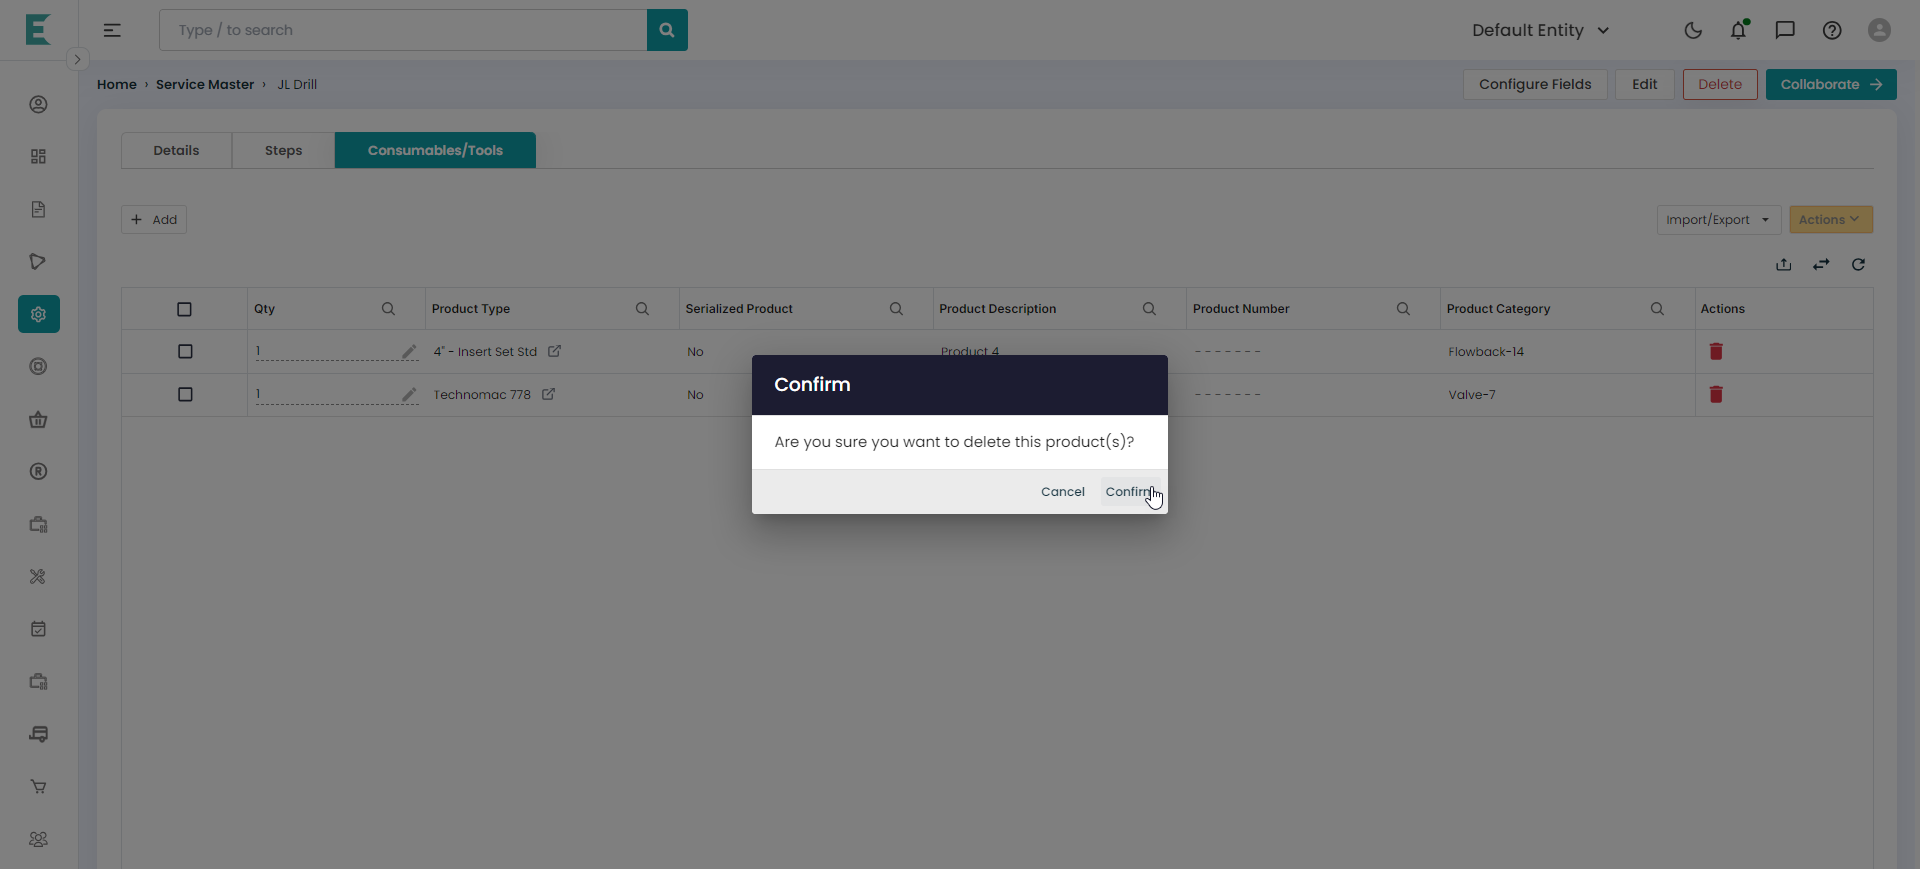 Type / to search
Default Entity
Home › Service Master › JL Drill
Configure Fields
Edit
Delete
Collaborate
Details
Steps
Consumables/Tools
+ Add
Import/Export
Actions
Qty
Product Type
Serialized Product
Product Description
Product Number
Product Category
Actions
1
4" - Insert Set Std
No
Product 4
- - - - - - -
Flowback-14
1
Technomac 778
No
- - - - - - -
Valve-7
Confirm
Are you sure you want to delete this product(s)?
Cancel
Confirm